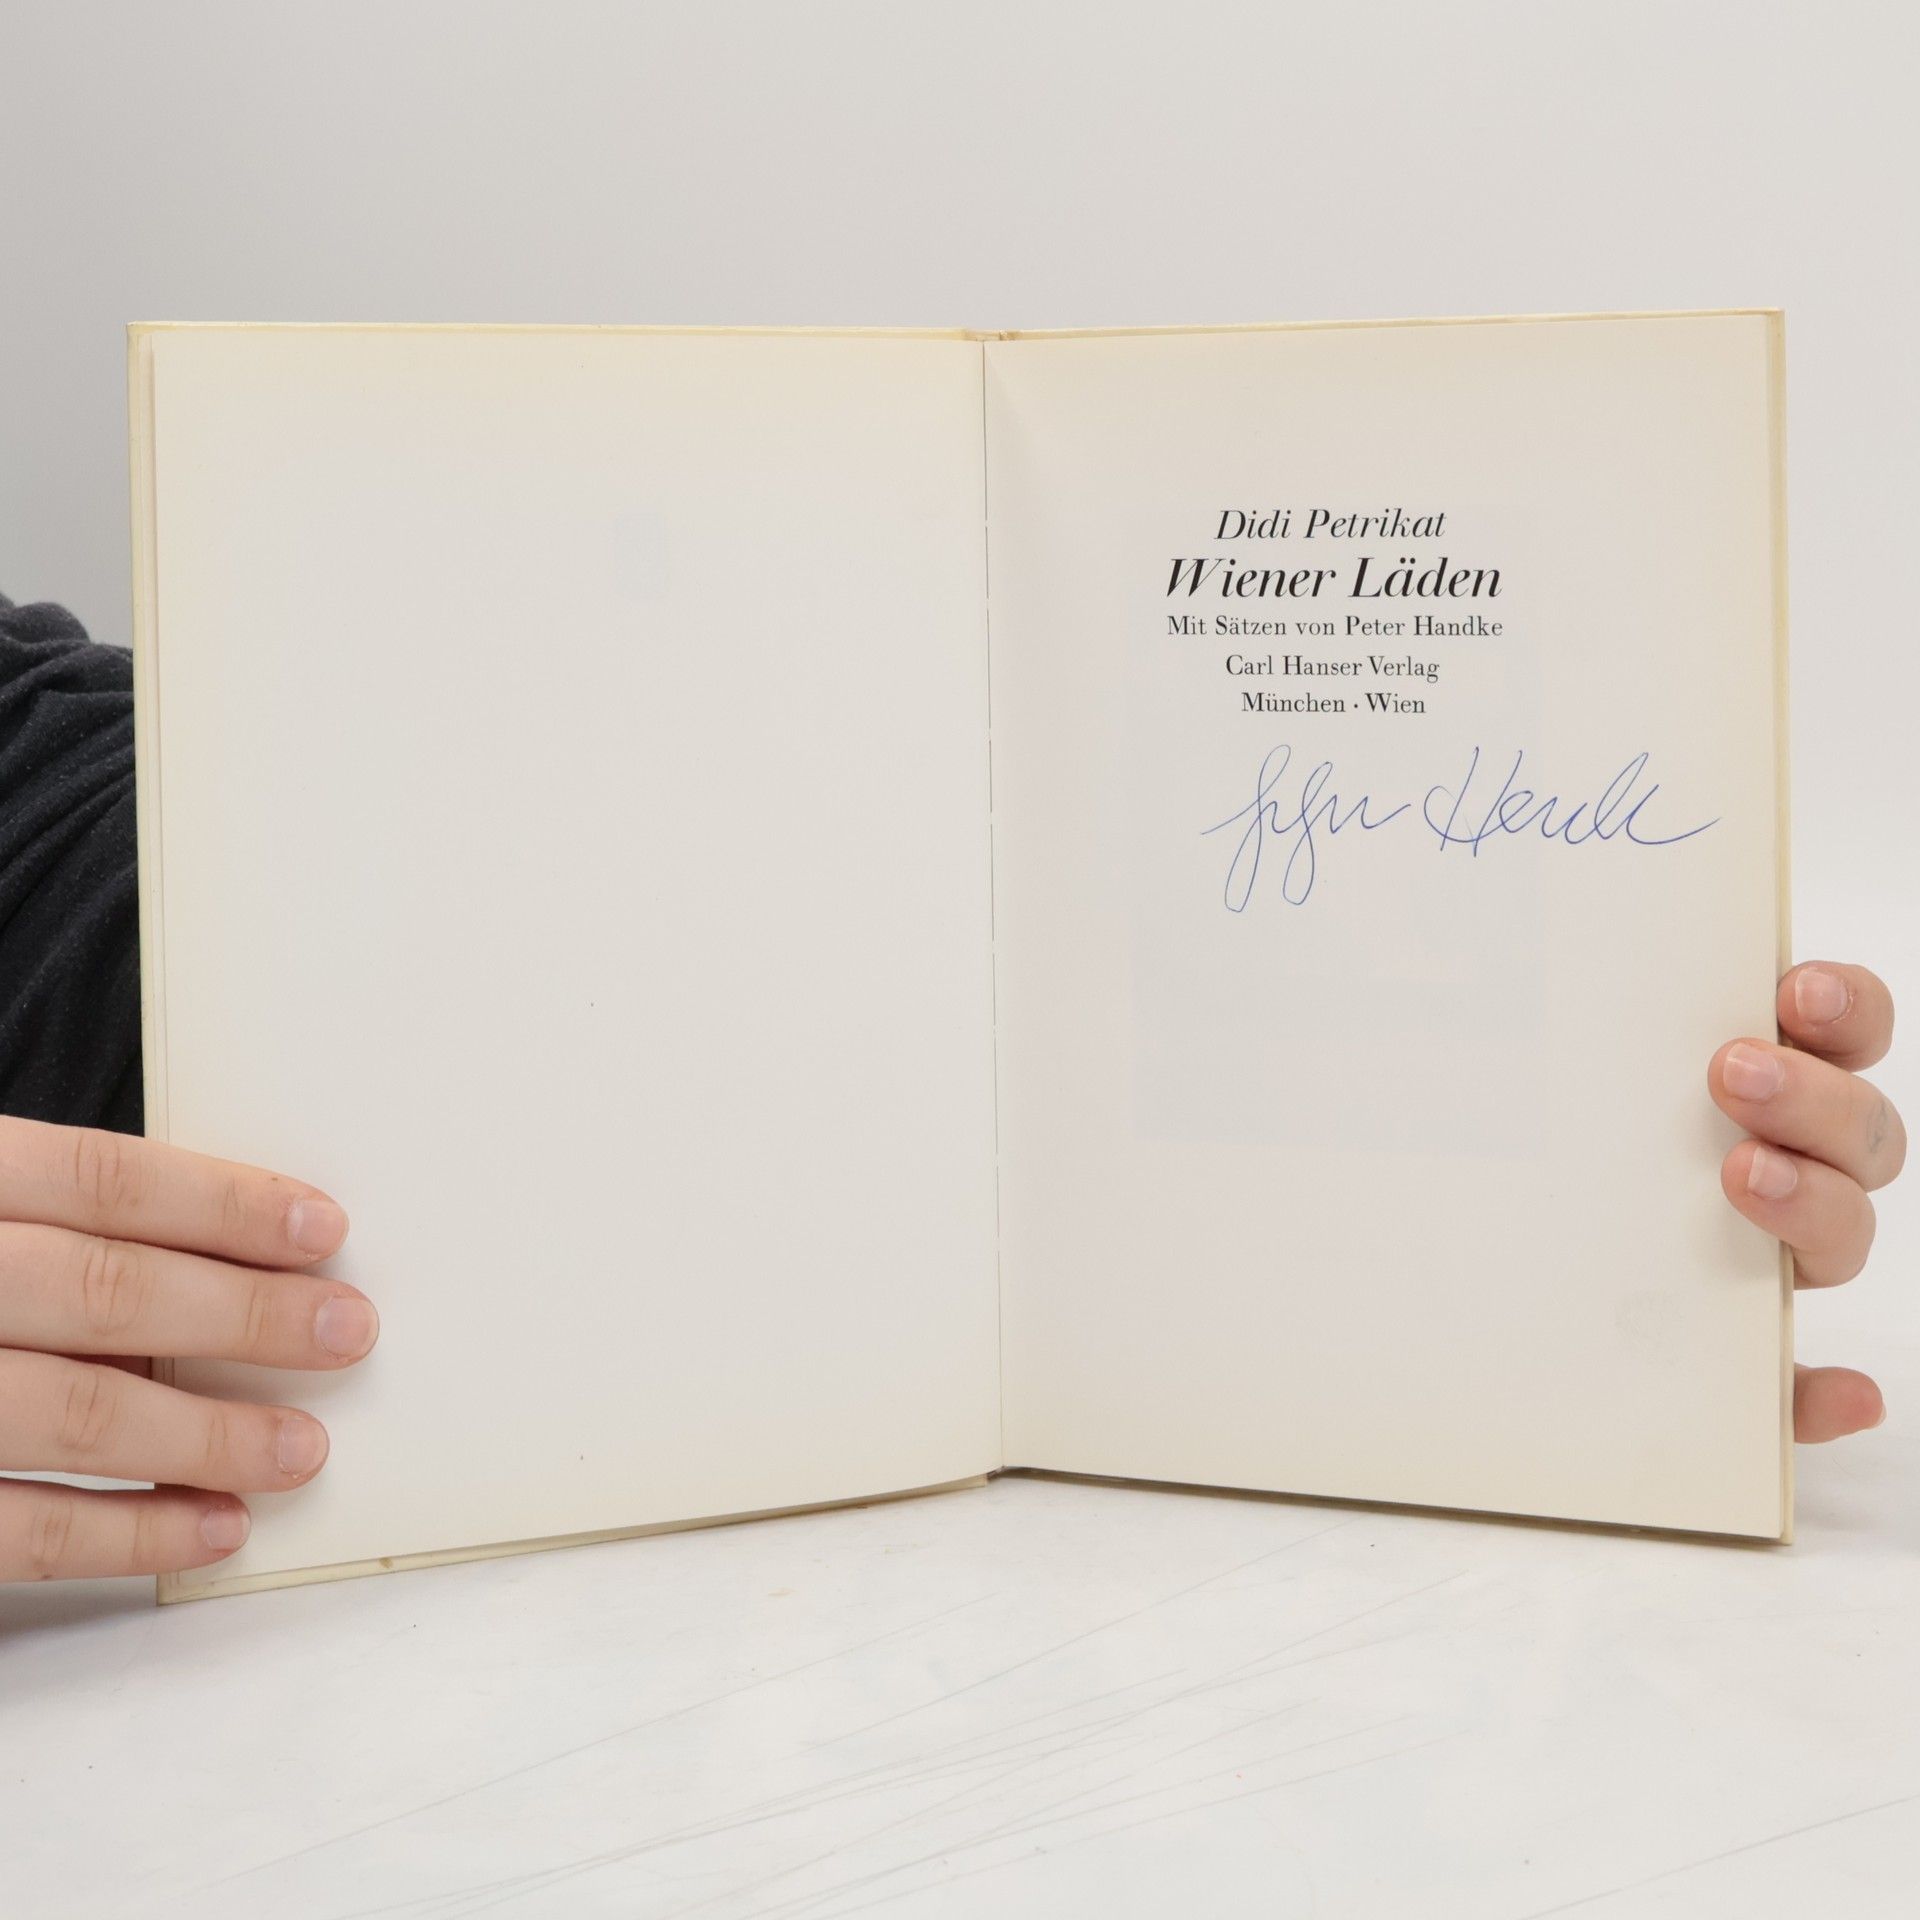 Didi Petrikat
Wiener Läden
Mit Sätzen von Peter Handke
Carl Hanser Verlag
München · Wien